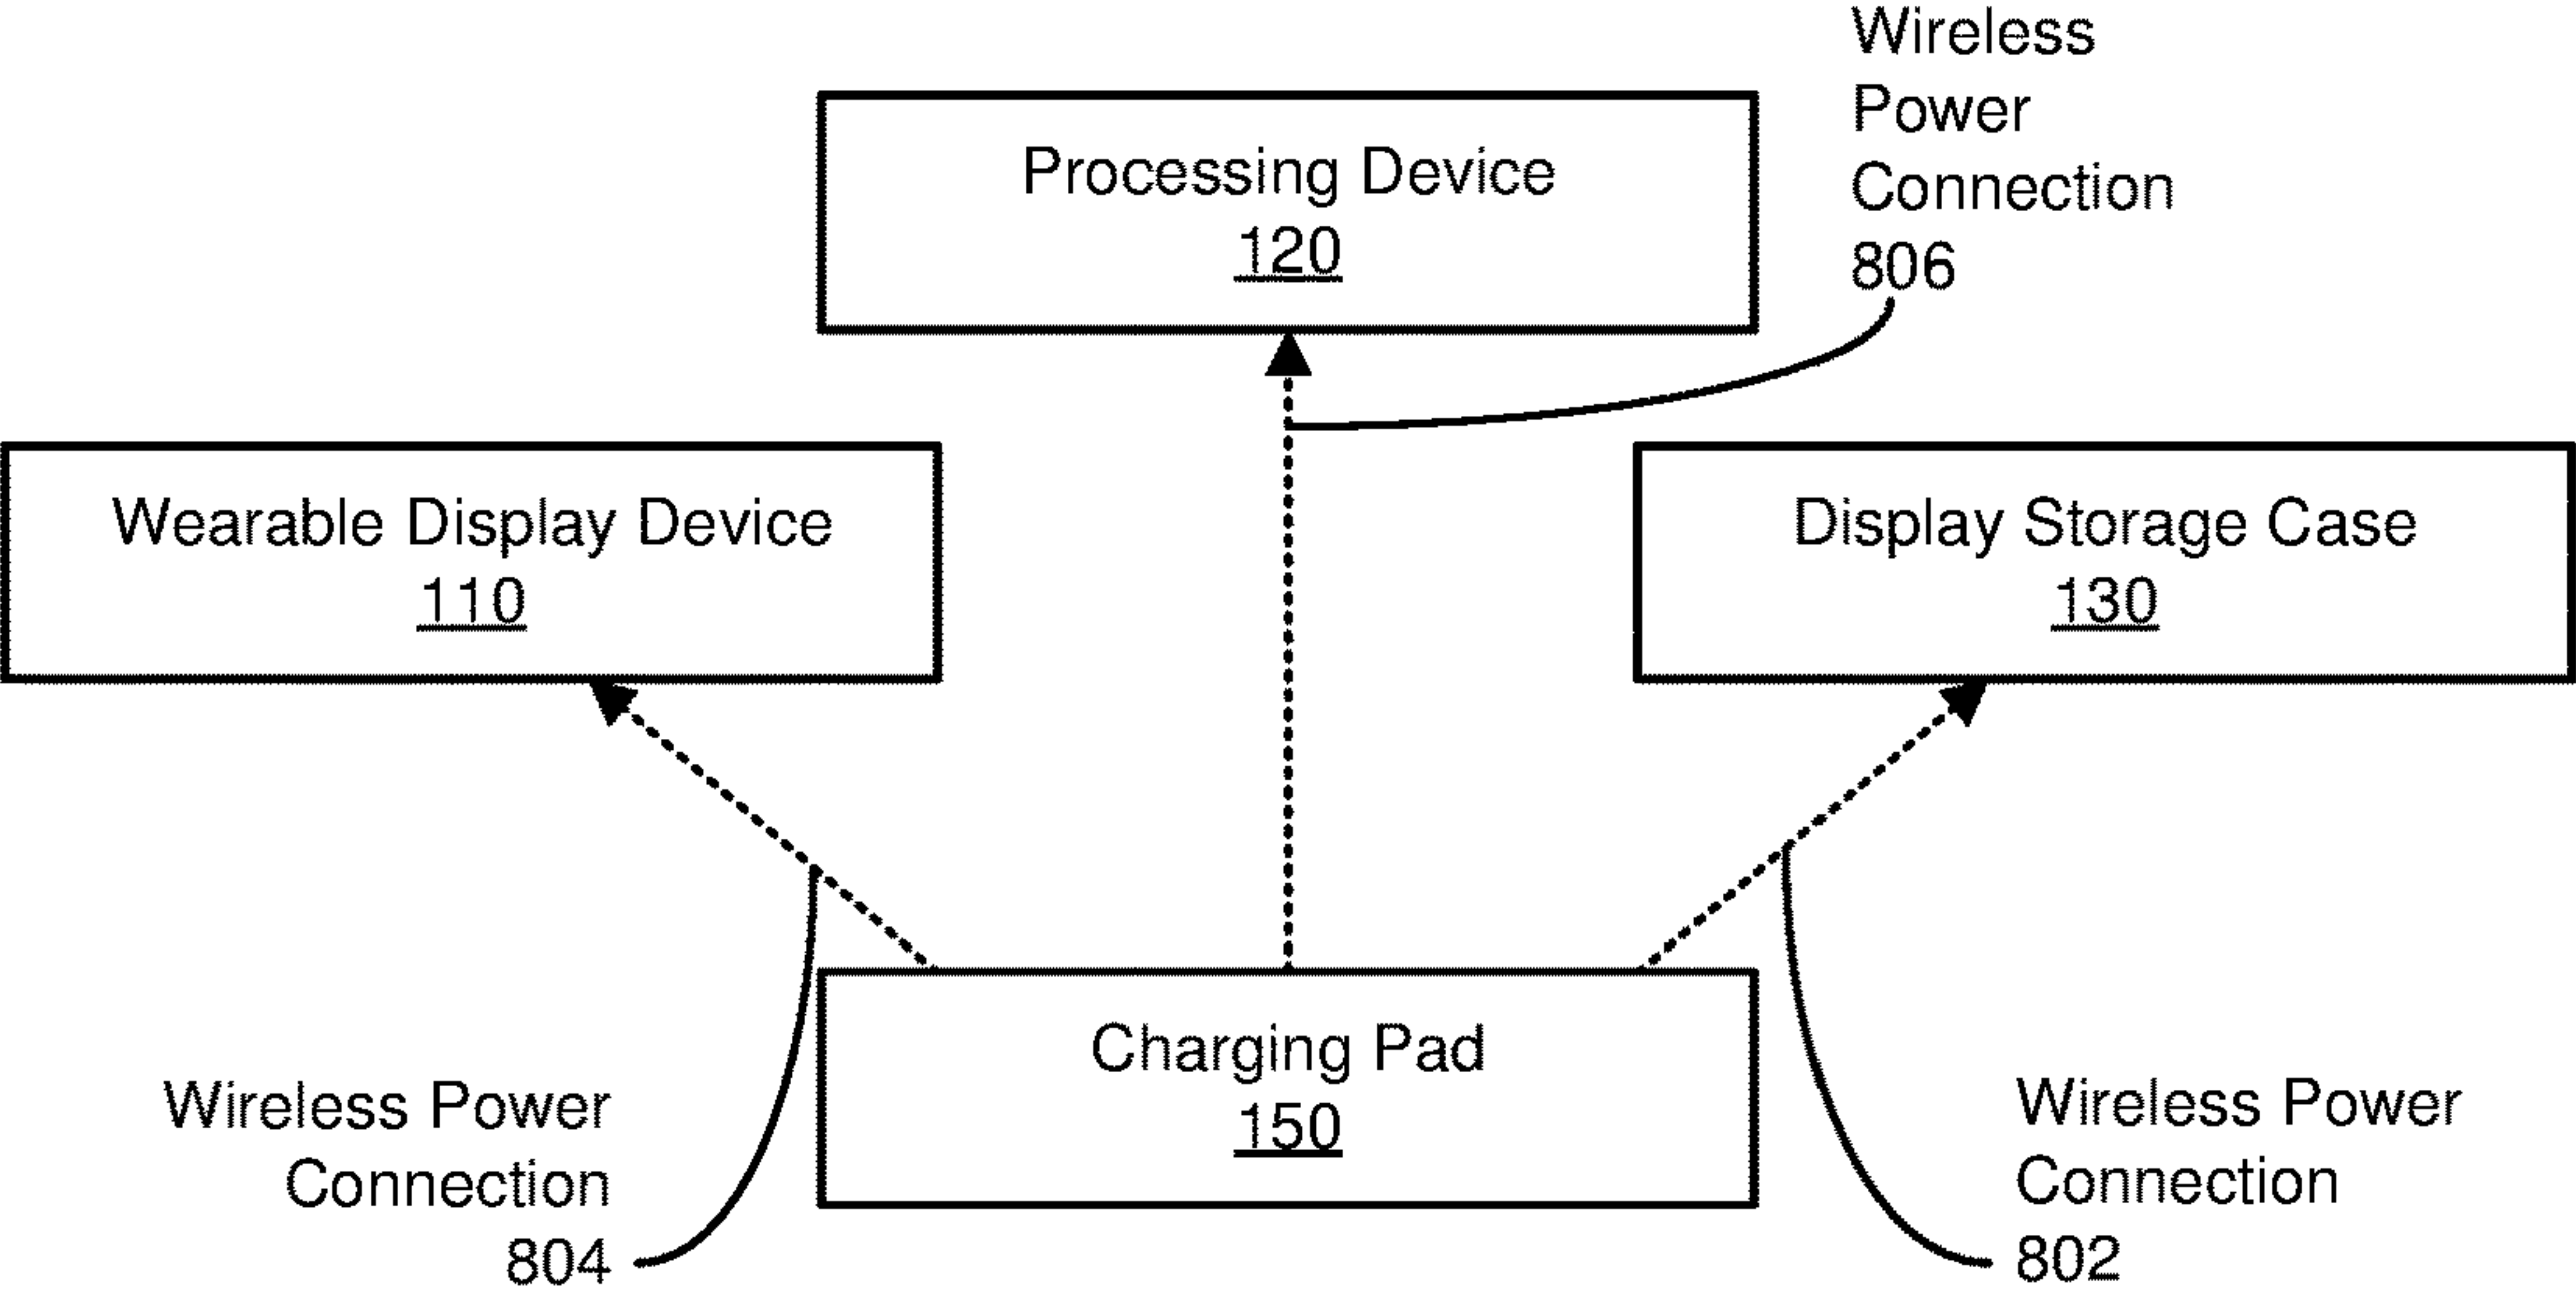 Wireless
Power
Connection
806
Processing Device
120
Wearable Display Device
110
Display Storage Case
130
Charging Pad
150
Wireless Power
Connection
804
Wireless Power
Connection
802